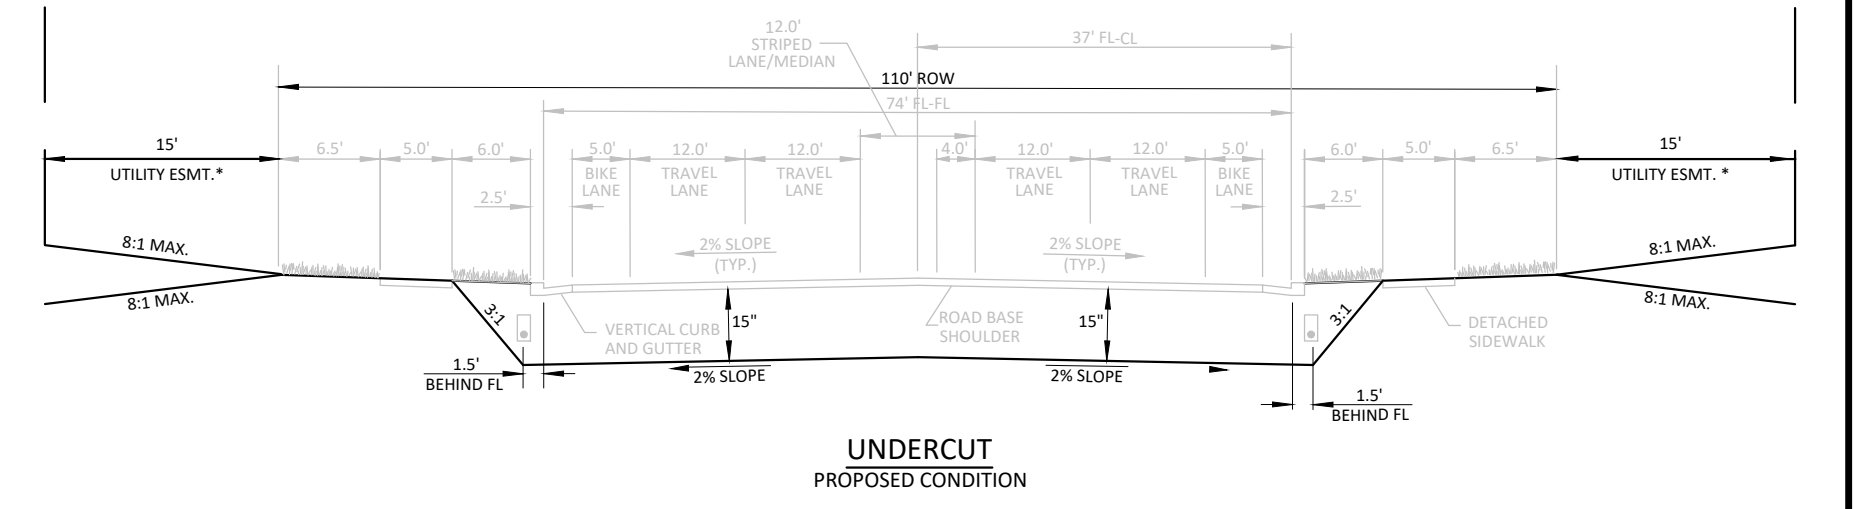 12.0'
STRIPED
LANE/MEDIAN
37' FL-CL
110' ROW
74' FL-FL
15'
UTILITY ESMT.*
6.5'
5.0'
6.0'
5.0'
BIKE
LANE
12.0'
TRAVEL
LANE
12.0'
TRAVEL
LANE
4.0'
12.0'
TRAVEL
LANE
12.0'
TRAVEL
LANE
5.0'
BIKE
LANE
6.0'
5.0'
6.5'
15'
UTILITY ESMT. *
2.5'
2.5'
8:1 MAX.
8:1 MAX.
2% SLOPE
(TYP.)
2% SLOPE
(TYP.)
8:1 MAX.
8:1 MAX.
3:1
VERTICAL CURB
AND GUTTER
15"
ROAD BASE
SHOULDER
15"
3:1
DETACHED
SIDEWALK
1.5'
BEHIND FL
2% SLOPE
2% SLOPE
1.5'
BEHIND FL
UNDERCUT
PROPOSED CONDITION